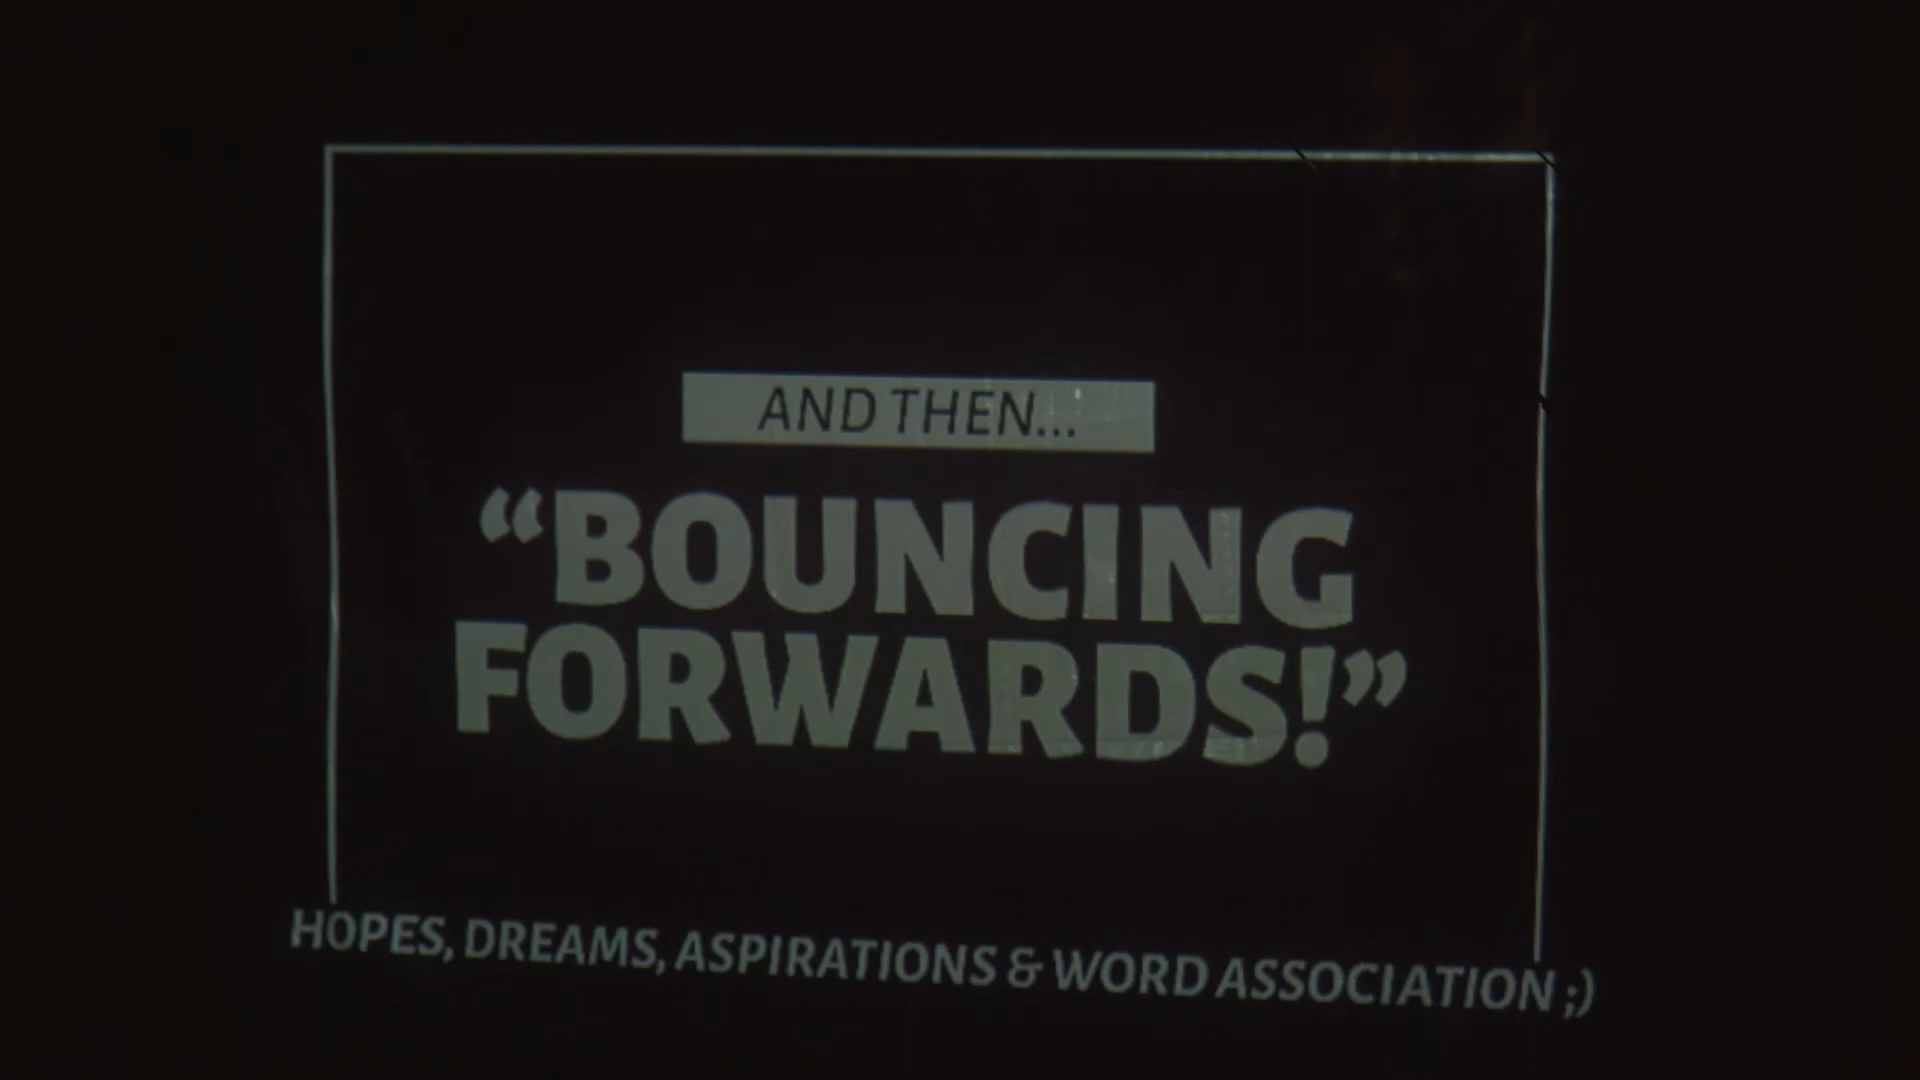 AND THEN...
“BOUNCING
FORWARDS!”
HOPES, DREAMS, ASPIRATIONS & WORD ASSOCIATION ;)